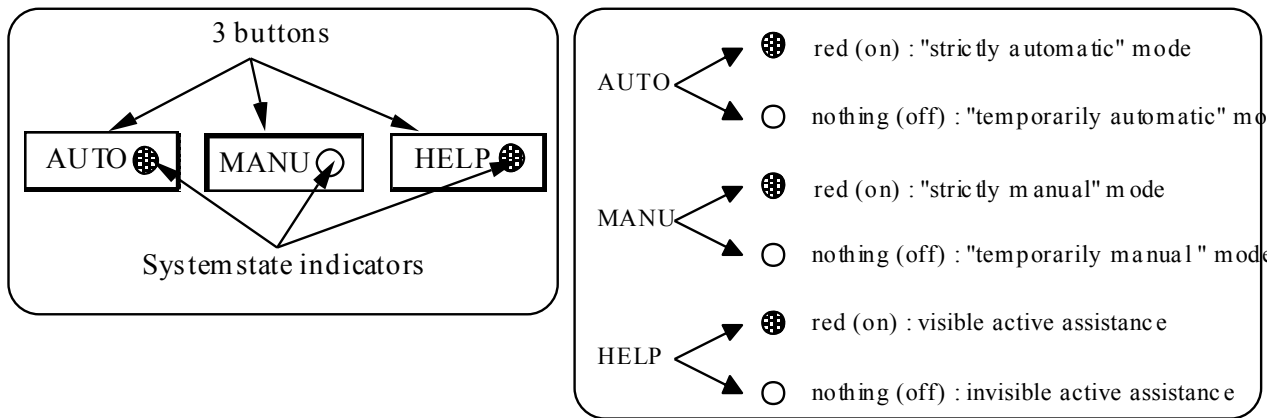 3 buttons
AUTO
MANU
HELP
System state indicators
AUTO
red (on) : "strictly automatic" mode
nothing (off) : "temporarily automatic" mo
MANU
red (on) : "strictly manual" mode
nothing (off) : "temporarily manual " mode
HELP
red (on) : visible active assistance
nothing (off) : invisible active assistance